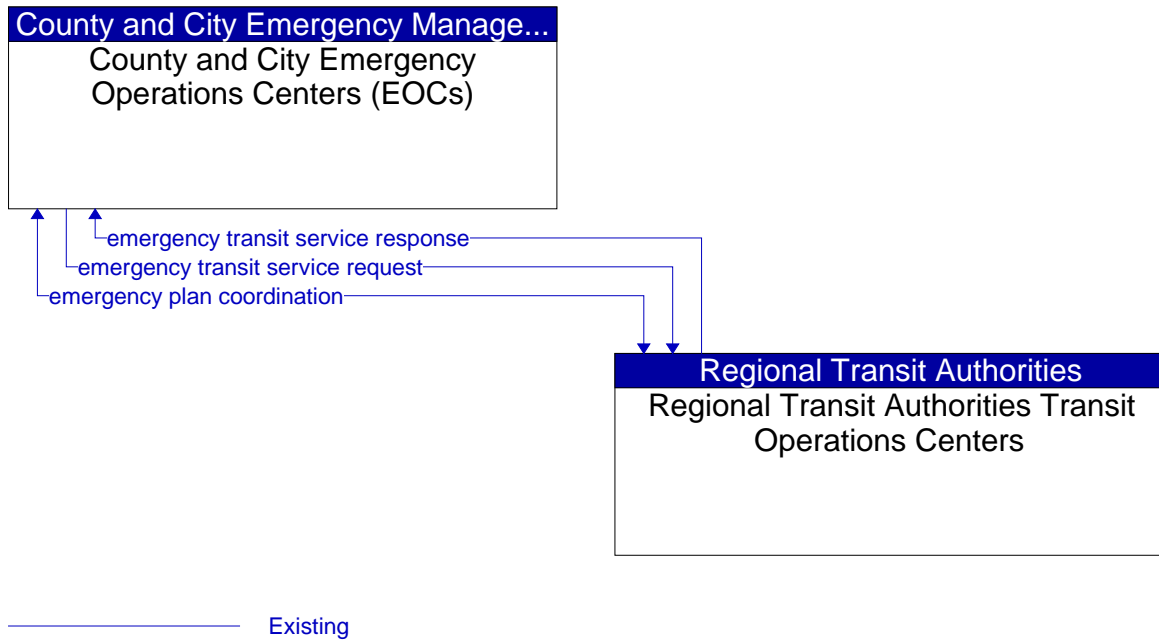 County and City Emergency Manage...
County and City Emergency
Operations Centers (EOCs)
emergency transit service response
emergency transit service request
emergency plan coordination
Regional Transit Authorities
Regional Transit Authorities Transit
Operations Centers
Existing